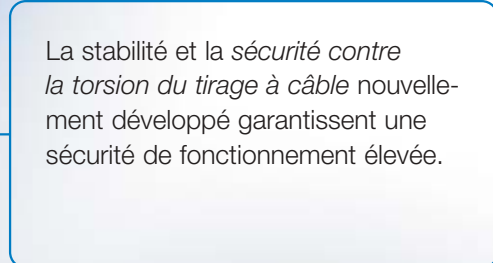 La stabilité et la sécurité contre
la torsion du tirage à câble nouvelle-
ment développé garantissent une
sécurité de fonctionnement élevée.